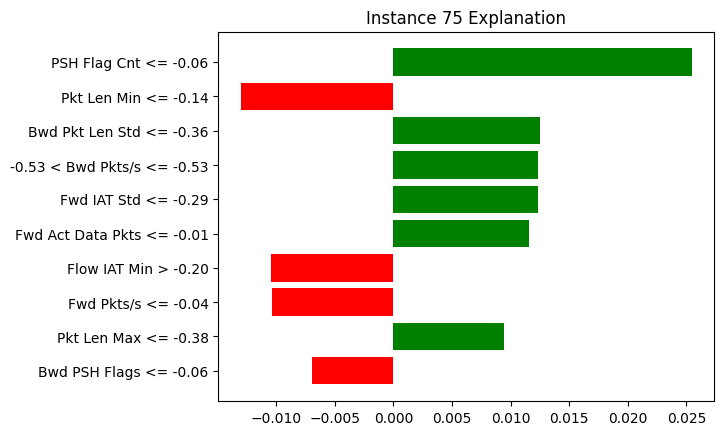 Instance 75 Explanation
PSH Flag Cnt <= -0.06
Pkt Len Min <= -0.14
Bwd Pkt Len Std <= -0.36
-0.53 < Bwd Pkts/s <= -0.53
Fwd IAT Std <= -0.29
Fwd Act Data Pkts <= -0.01
Flow IAT Min > -0.20
Fwd Pkts/s <= -0.04
Pkt Len Max <= -0.38
Bwd PSH Flags <= -0.06
−0.010 −0.005 0.000 0.005 0.010 0.015 0.020 0.025